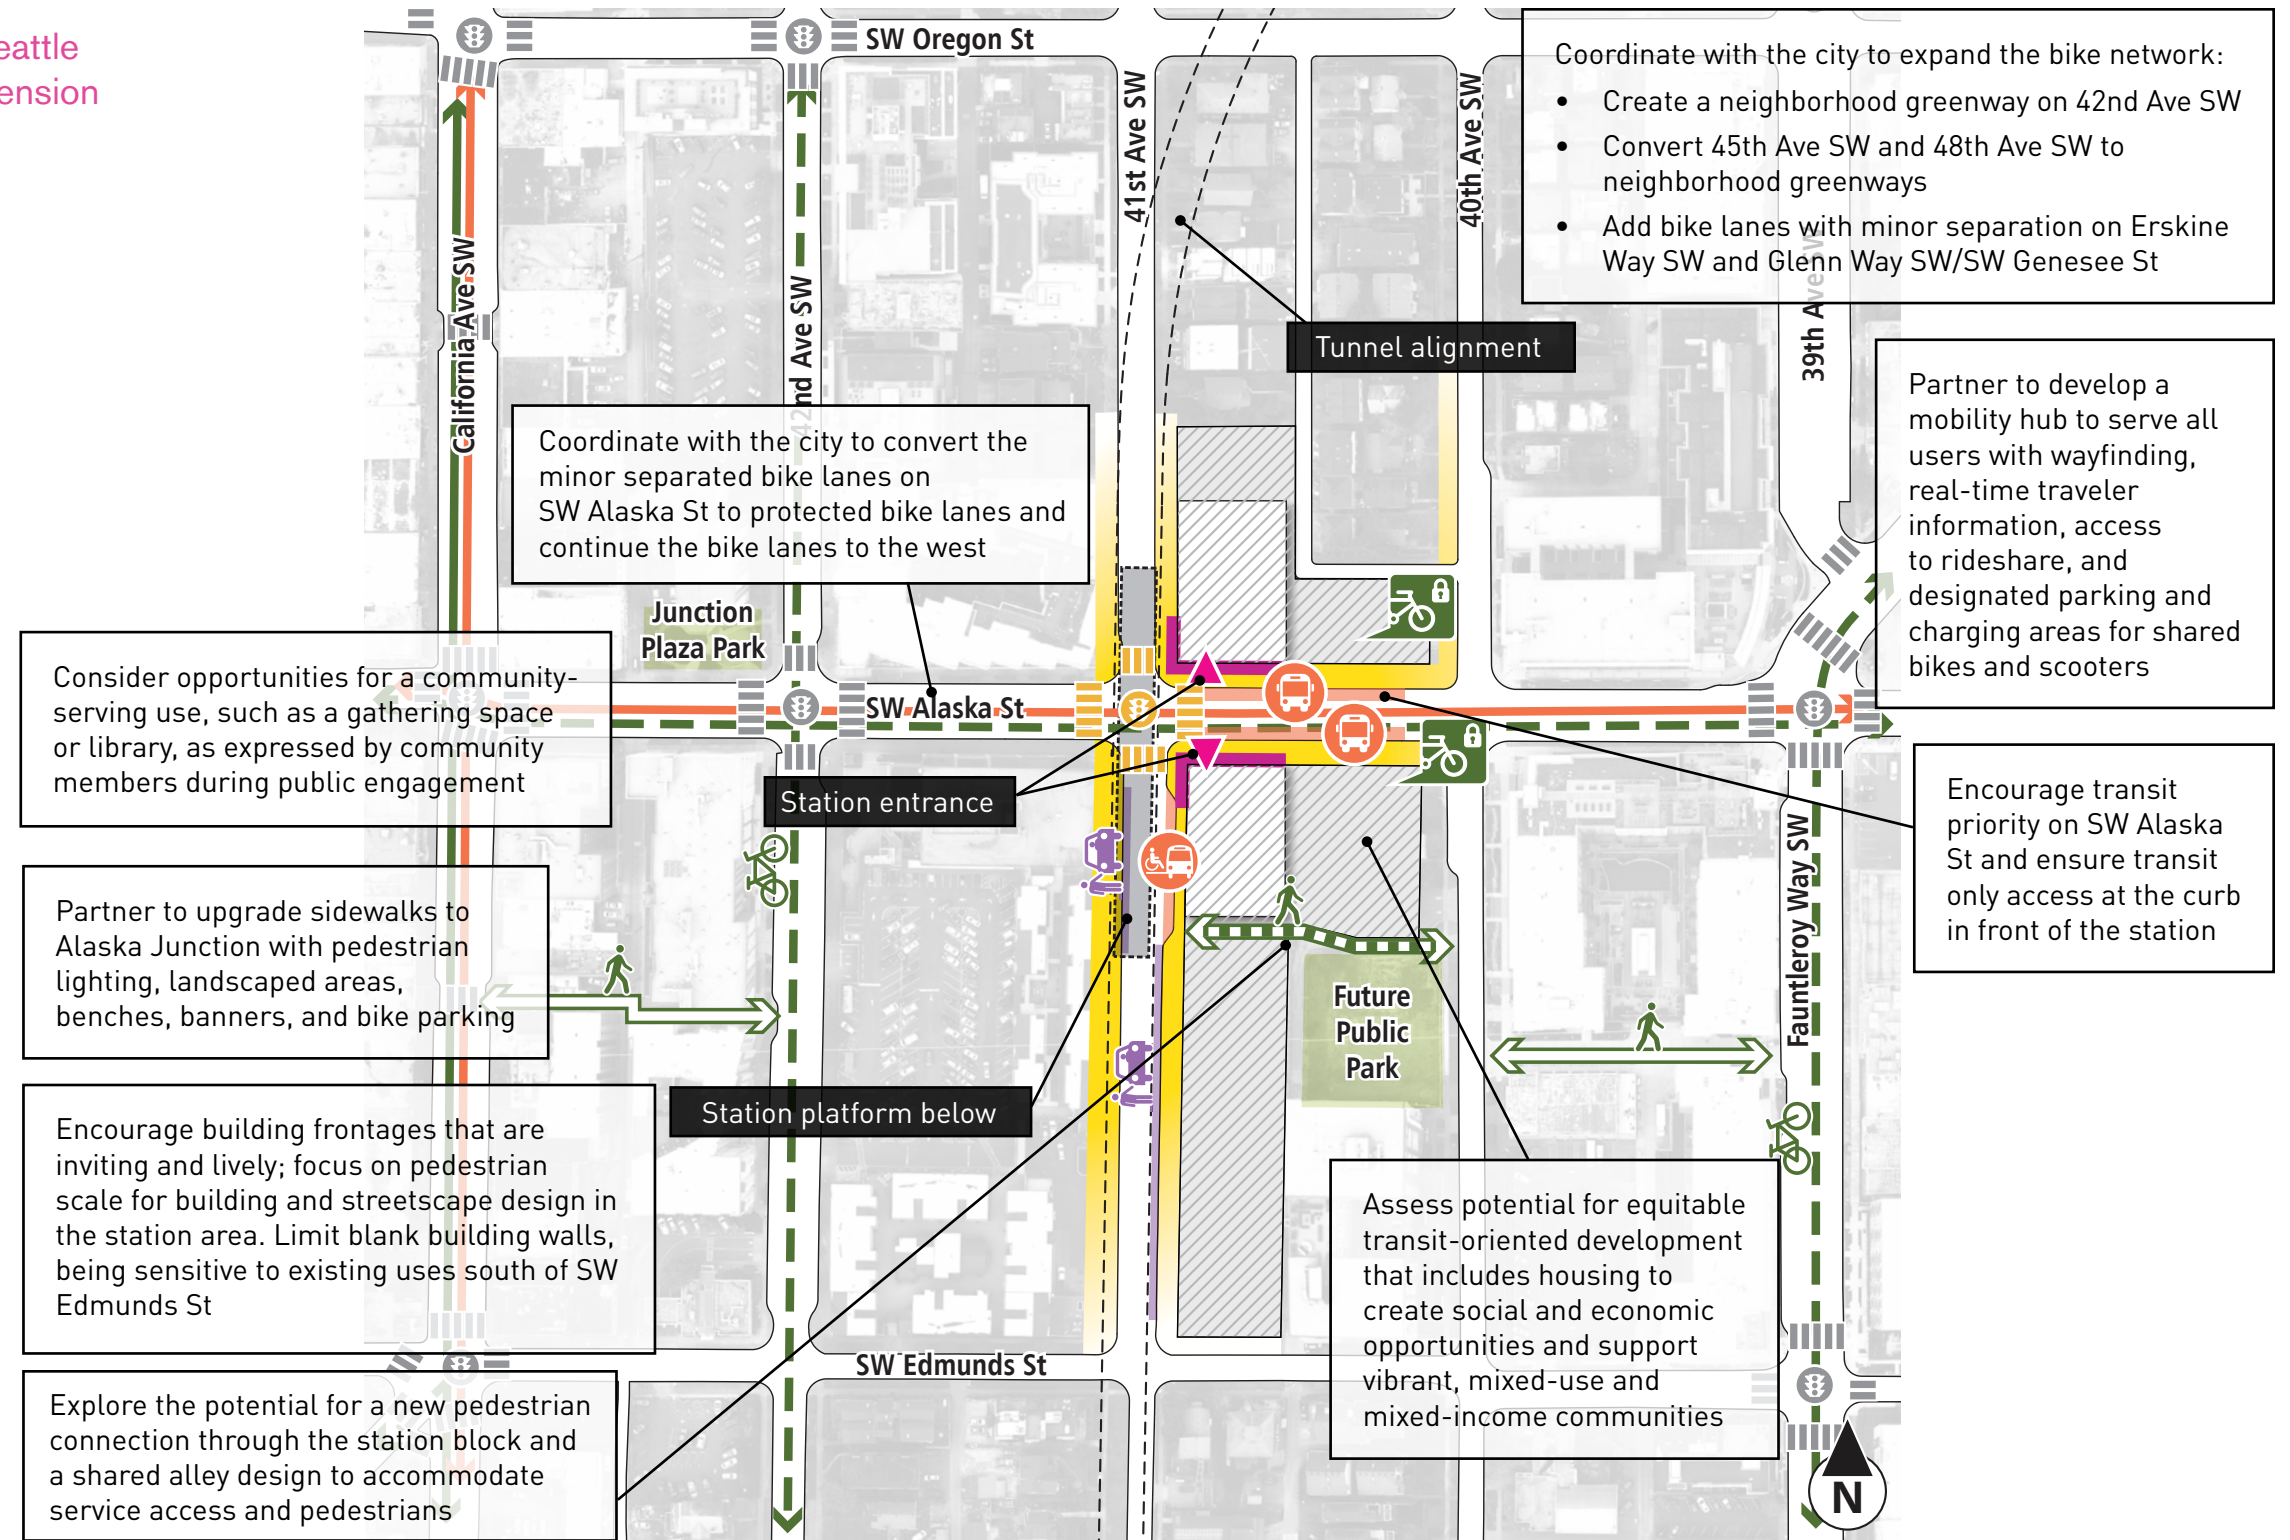 eattle
ension
SW Oregon St
41st Ave SW
40th Ave SW
Coordinate with the city to expand the bike network:
• Create a neighborhood greenway on 42nd Ave SW
• Convert 45th Ave SW and 48th Ave SW to
neighborhood greenways
• Add bike lanes with minor separation on Erskine
Way SW and Glenn Way SW/SW Genesee St
39th Ave SW
California Ave SW
42nd Ave SW
Tunnel alignment
Partner to develop a
mobility hub to serve all
users with wayfinding,
real-time traveler
information, access
to rideshare, and
designated parking and
charging areas for shared
bikes and scooters
Coordinate with the city to convert the
minor separated bike lanes on
SW Alaska St to protected bike lanes and
continue the bike lanes to the west
Junction
Plaza Park
Consider opportunities for a community-
serving use, such as a gathering space
or library, as expressed by community
members during public engagement
SW Alaska St
Station entrance
Encourage transit
priority on SW Alaska
St and ensure transit
only access at the curb
in front of the station
Fauntleroy Way SW
Partner to upgrade sidewalks to
Alaska Junction with pedestrian
lighting, landscaped areas,
benches, banners, and bike parking
Future
Public
Park
Station platform below
Encourage building frontages that are
inviting and lively; focus on pedestrian
scale for building and streetscape design in
the station area. Limit blank building walls,
being sensitive to existing uses south of SW
Edmunds St
Assess potential for equitable
transit-oriented development
that includes housing to
create social and economic
opportunities and support
vibrant, mixed-use and
mixed-income communities
SW Edmunds St
Explore the potential for a new pedestrian
connection through the station block and
a shared alley design to accommodate
service access and pedestrians
N